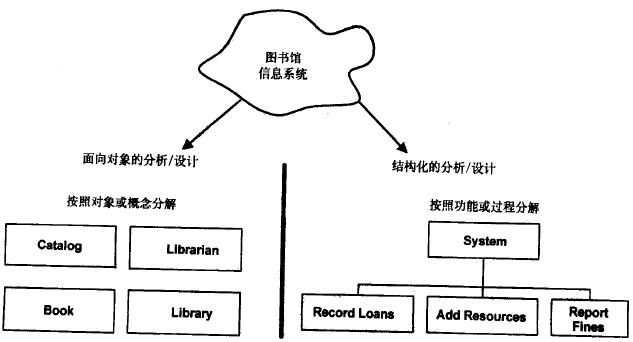 图书馆
信息系统
面向对象的分析/设计
结构化的分析/设计
按照对象或概念分解
按照功能或过程分解
Catalog
Librarian
System
Book
Library
Record Loans
Add Resources
Report
Fines